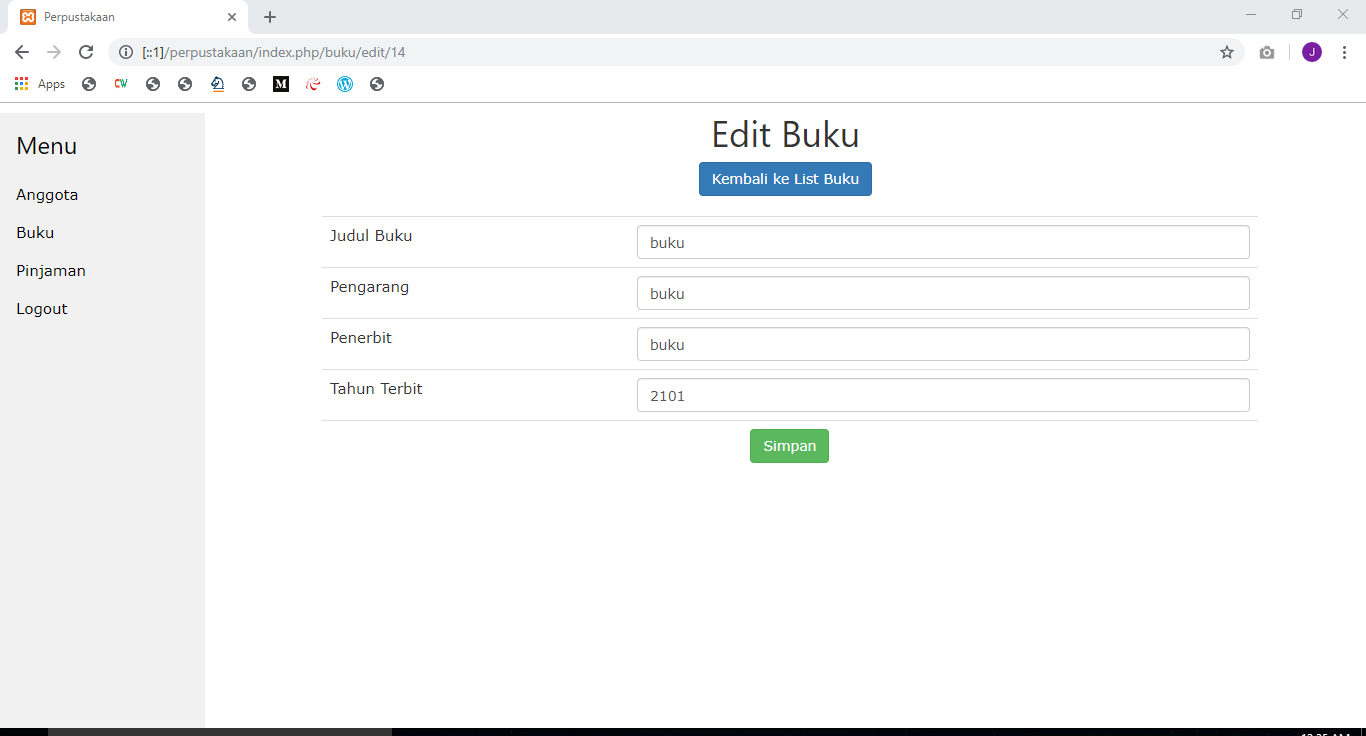 Perpustakaan
[::1]/perpustakaan/index.php/buku/edit/14
J
Apps
CW
M
Menu
Anggota
Buku
Pinjaman
Logout
Edit Buku
Kembali ke List Buku
Judul Buku
buku
Pengarang
buku
Penerbit
buku
Tahun Terbit
2101
Simpan